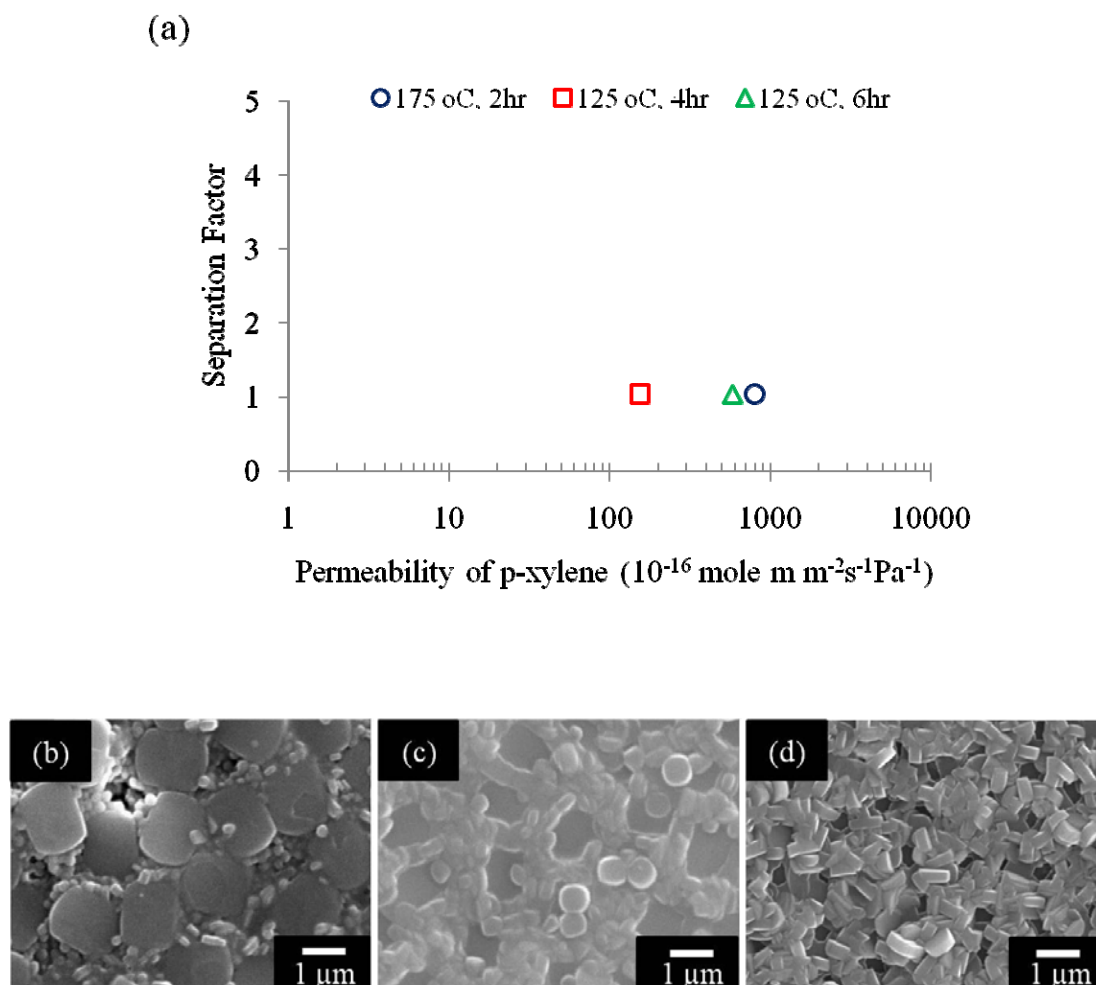 (a)
175 oC, 2hr 125 oC, 4hr 125 oC, 6hr
5
4
3
2
1
0
Separation Factor
1 10 100 1000 10000
Permeability of p-xylene (10⁻¹⁶ mole m m⁻²s⁻¹Pa⁻¹)
(b) (c) (d)
1 µm 1 µm 1 µm